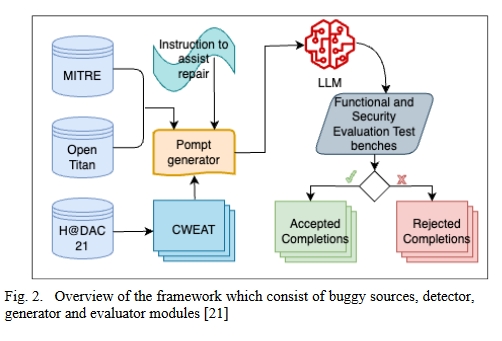 MITRE
Instruction to
assist
repair
LLM
Open
Titan
Pompt
generator
Functional and
Security
Evaluation Test
benches
H@DAC
21
CWEAT
Accepted
Completions
Rejected
Completions
Fig. 2. Overview of the framework which consist of buggy sources, detector,
generator and evaluator modules [21]